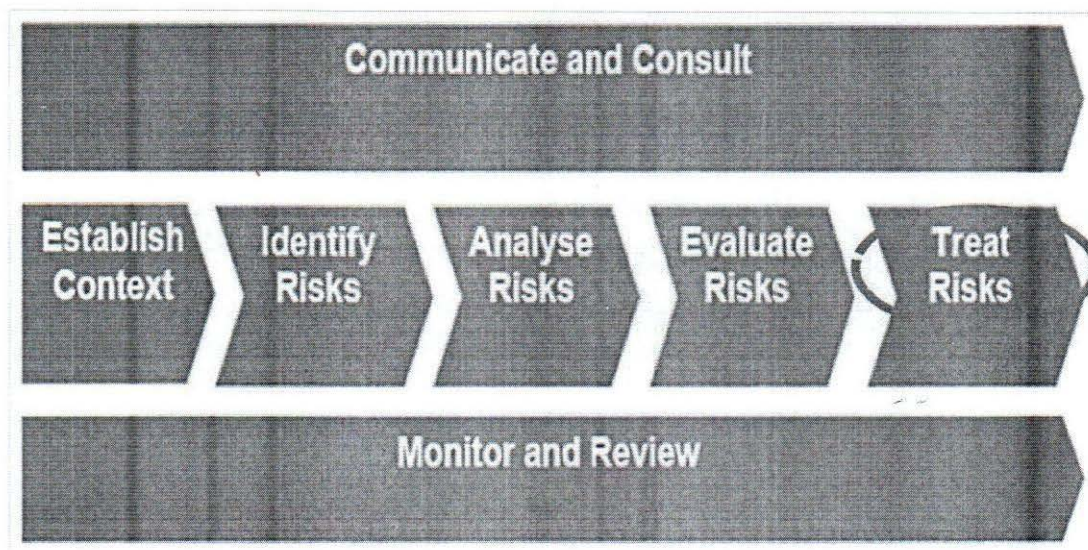 Communicate and Consult
Establish
Context
Identify
Risks
Analyse
Risks
Evaluate
Risks
Treat
Risks
Monitor and Review